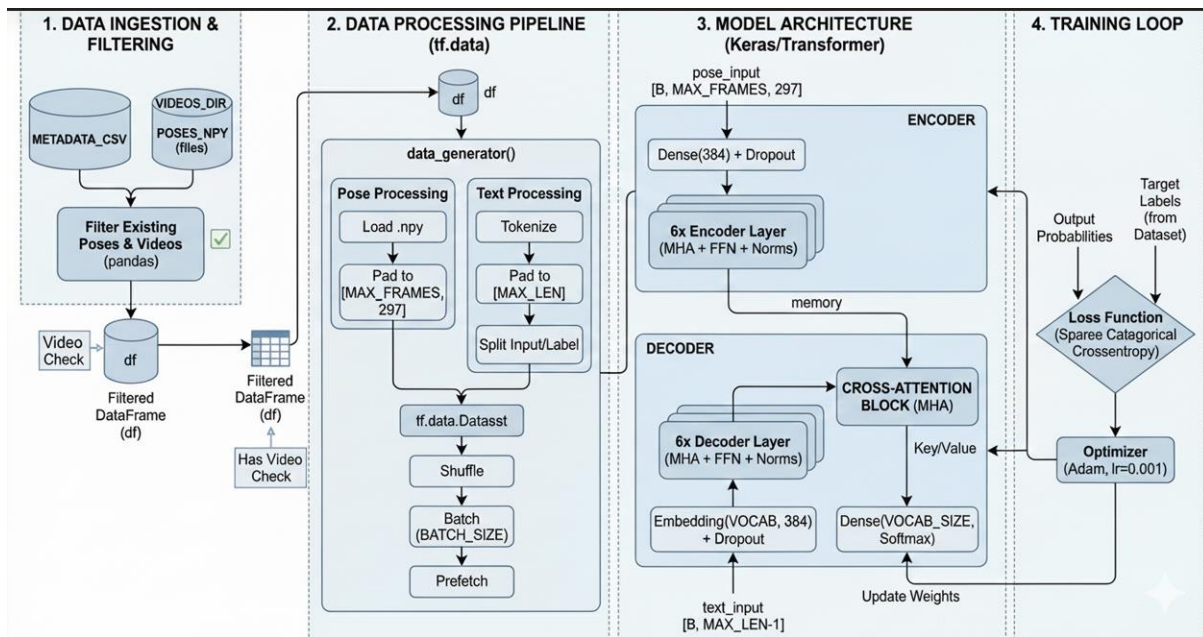 1. DATA INGESTION &
FILTERING
METADATA_CSV
VIDEOS_DIR
POSES_NPY
(files)
Filter Existing
Poses & Videos
(pandas)
Video
Check
df
Filtered
DataFrame
(df)
Filtered
DataFrame
(df)
Has Video
Check
2. DATA PROCESSING PIPELINE
(tf.data)
df
df
data_generator()
Pose Processing
Load .npy
Pad to
[MAX_FRAMES,
297]
Text Processing
Tokenize
Pad to
[MAX_LEN]
Split Input/Label
tf.data.Datasst
Shuffle
Batch
(BATCH_SIZE)
Prefetch
3. MODEL ARCHITECTURE
(Keras/Transformer)
pose_input
[B, MAX_FRAMES, 297]
ENCODER
Dense(384) + Dropout
6x Encoder Layer
(MHA + FFN + Norms)
memory
DECODER
CROSS-ATTENTION
BLOCK (MHA)
6x Decoder Layer
(MHA + FFN + Norms)
Key/Value
Embedding(VOCAB, 384)
+ Dropout
Dense(VOCAB_SIZE,
Softmax)
text_input
[B, MAX_LEN-1]
Update Weights
4. TRAINING LOOP
Output
Probabilities
Target
Labels
(from
Dataset)
Loss Function
(Sparee Catagorical
Crossentropy)
Optimizer
(Adam, lr=0.001)